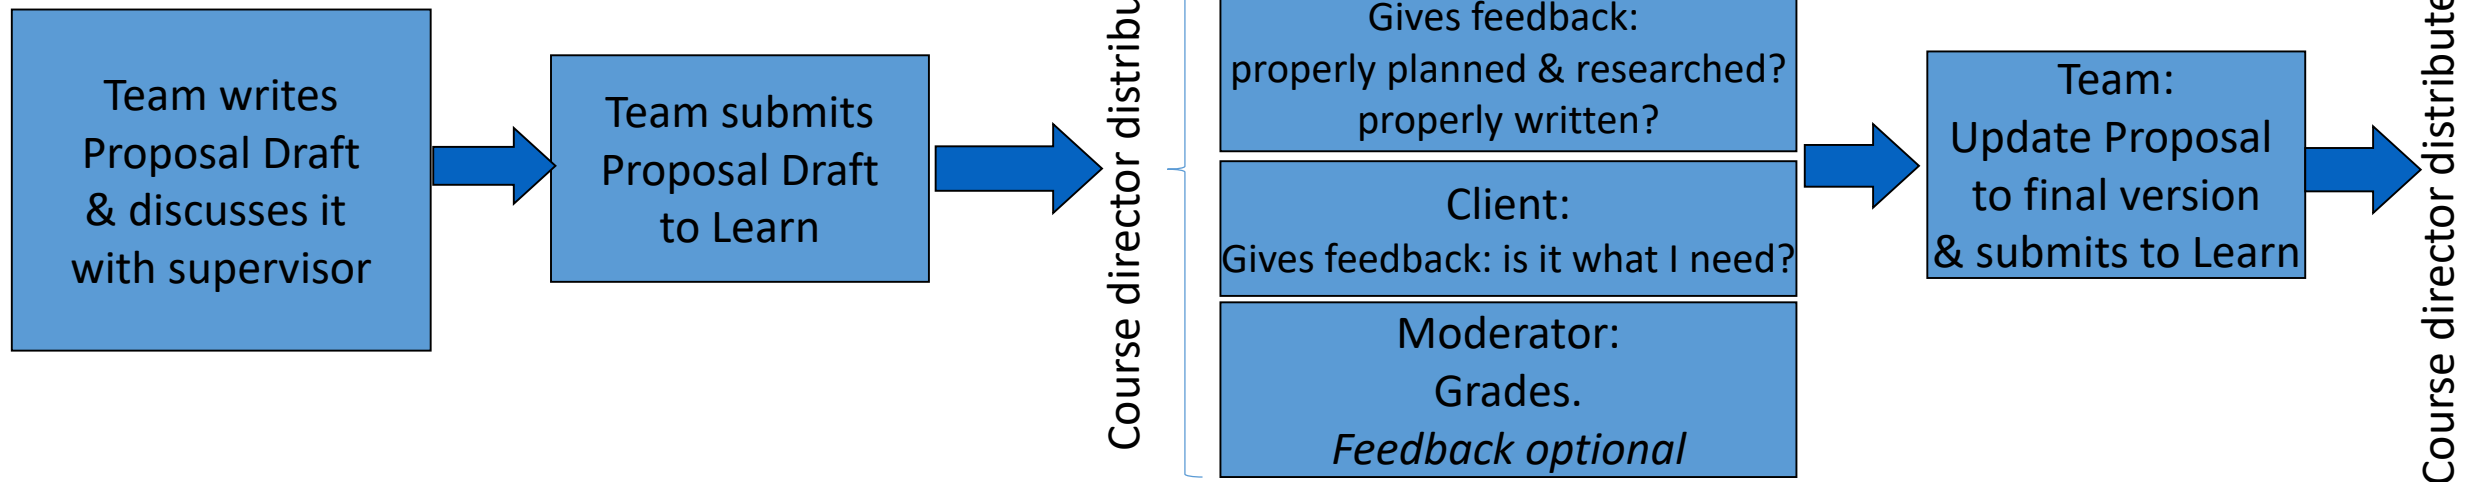 Team writes
Proposal Draft
& discusses it
with supervisor
Team submits
Proposal Draft
to Learn
Course director
Gives feedback:
properly planned & researched?
properly written?
Client:
Gives feedback: is it what I need?
Moderator:
Grades.
Feedback optional
Team:
Update Proposal
to final version
& submits to Learn
Course director